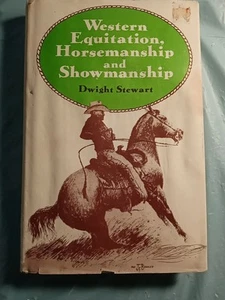 Western
Equitation,
Horsemanship
and
Showmanship
Dwight Stewart